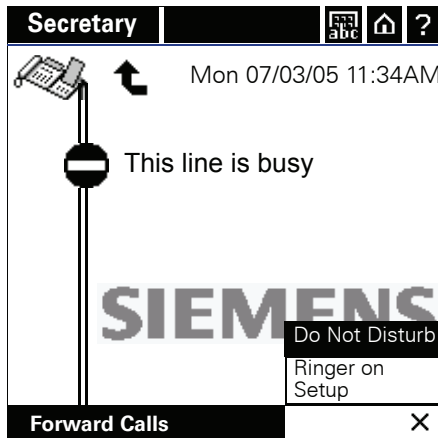 Secretary
abc
?
Mon 07/03/05 11:34AM
This line is busy
SIEMENS
Do Not Disturb
Ringer on
Setup
Forward Calls